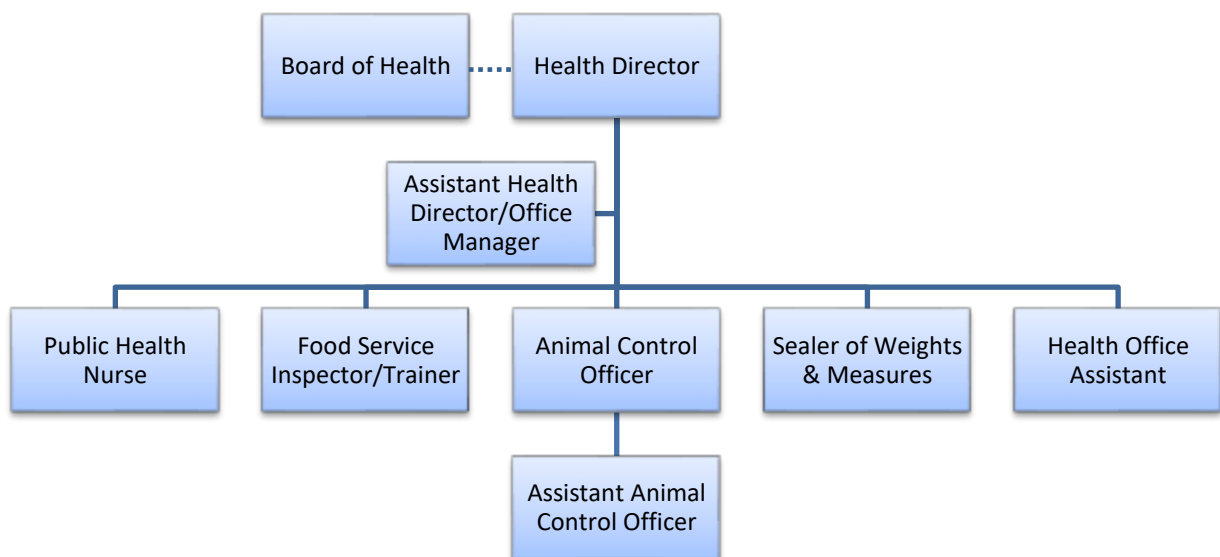 Board of Health
Health Director
Assistant Health
Director/Office
Manager
Public Health
Nurse
Food Service
Inspector/Trainer
Animal Control
Officer
Sealer of Weights
& Measures
Health Office
Assistant
Assistant Animal
Control Officer